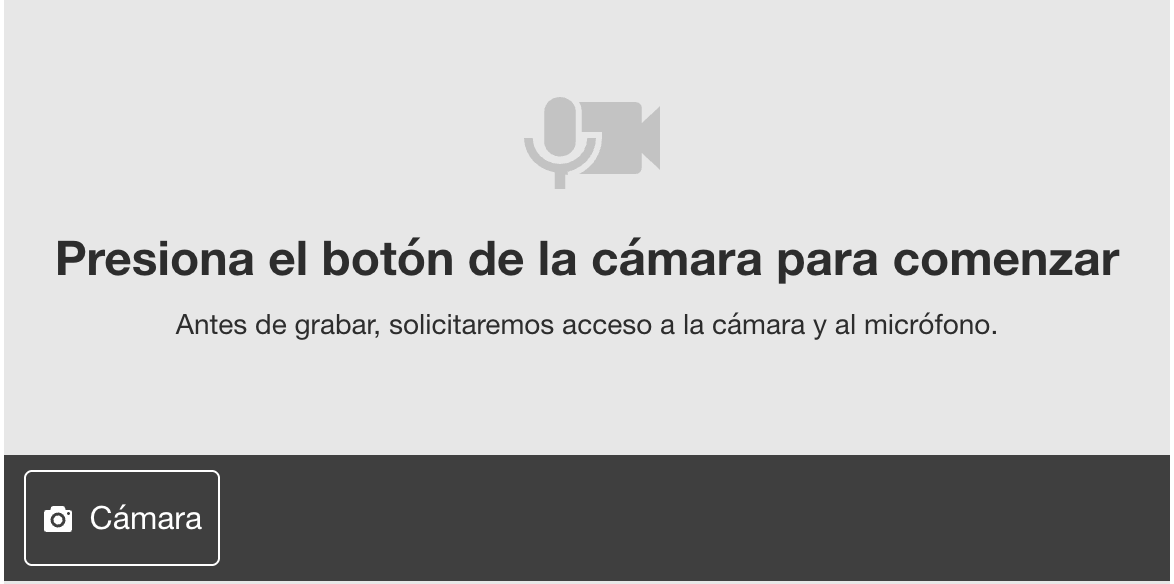 Presiona el botón de la cámara para comenzar
Antes de grabar, solicitaremos acceso a la cámara y al micrófono.
Cámara